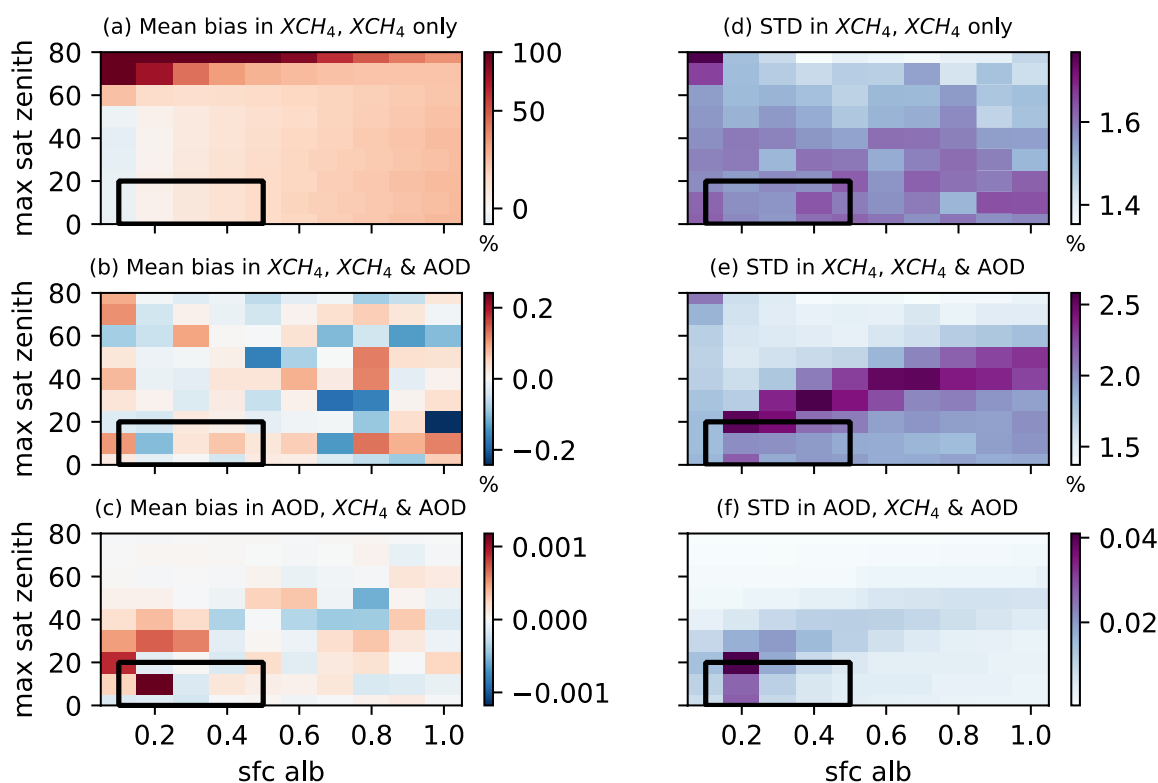 (a) Mean bias in XCH₄, XCH₄ only
max sat zenith
80
60
40
20
0
100
50
0
%
(d) STD in XCH₄, XCH₄ only
1.6
1.4
%
(b) Mean bias in XCH₄, XCH₄ & AOD
max sat zenith
80
60
40
20
0
0.2
0.0
−0.2
%
(e) STD in XCH₄, XCH₄ & AOD
2.5
2.0
1.5
%
(c) Mean bias in AOD, XCH₄ & AOD
max sat zenith
80
60
40
20
0
0.2 0.4 0.6 0.8 1.0
sfc alb
0.001
0.000
−0.001
(f) STD in AOD, XCH₄ & AOD
0.2 0.4 0.6 0.8 1.0
sfc alb
0.04
0.02